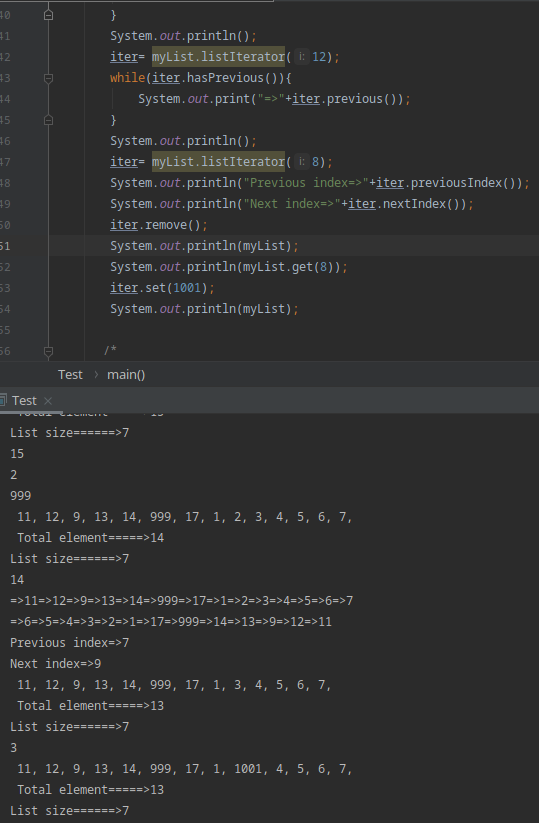 40 }
41 System.out.println();
42 iter= myList.listIterator( i: 12);
43 while(iter.hasPrevious()){
44 System.out.print("=>"+iter.previous());
45 }
46 System.out.println();
47 iter= myList.listIterator( i: 8);
48 System.out.println("Previous index=>"+iter.previousIndex());
49 System.out.println("Next index=>"+iter.nextIndex());
50 iter.remove();
51 System.out.println(myList);
52 System.out.println(myList.get(8));
53 iter.set(1001);
54 System.out.println(myList);
55
56 /*
Test > main()
Test ×
Total element=====>15
List size======>7
15
2
999
11, 12, 9, 13, 14, 999, 17, 1, 2, 3, 4, 5, 6, 7,
Total element=====>14
List size======>7
14
=>11=>12=>9=>13=>14=>999=>17=>1=>2=>3=>4=>5=>6=>7
=>6=>5=>4=>3=>2=>1=>17=>999=>14=>13=>9=>12=>11
Previous index=>7
Next index=>9
11, 12, 9, 13, 14, 999, 17, 1, 3, 4, 5, 6, 7,
Total element=====>13
List size======>7
3
11, 12, 9, 13, 14, 999, 17, 1, 1001, 4, 5, 6, 7,
Total element=====>13
List size======>7